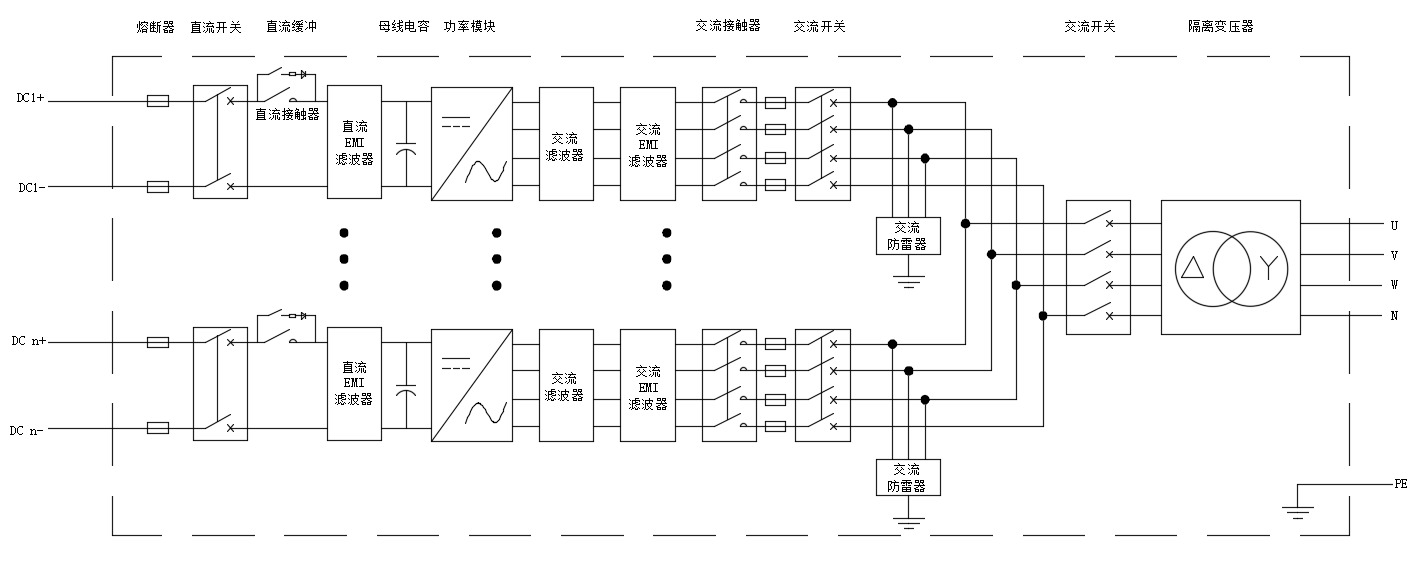 熔断器 直流开关 直流缓冲 母线电容 功率模块 交流接触器 交流开关 交流开关 隔离变压器
DC1+
直流接触器
直流
EMI
滤波器
交流
滤波器
交流
EMI
滤波器
DC1-
交流
防雷器
U
V
W
N
DC n+
直流
EMI
滤波器
交流
滤波器
交流
EMI
滤波器
DC n-
交流
防雷器
PE